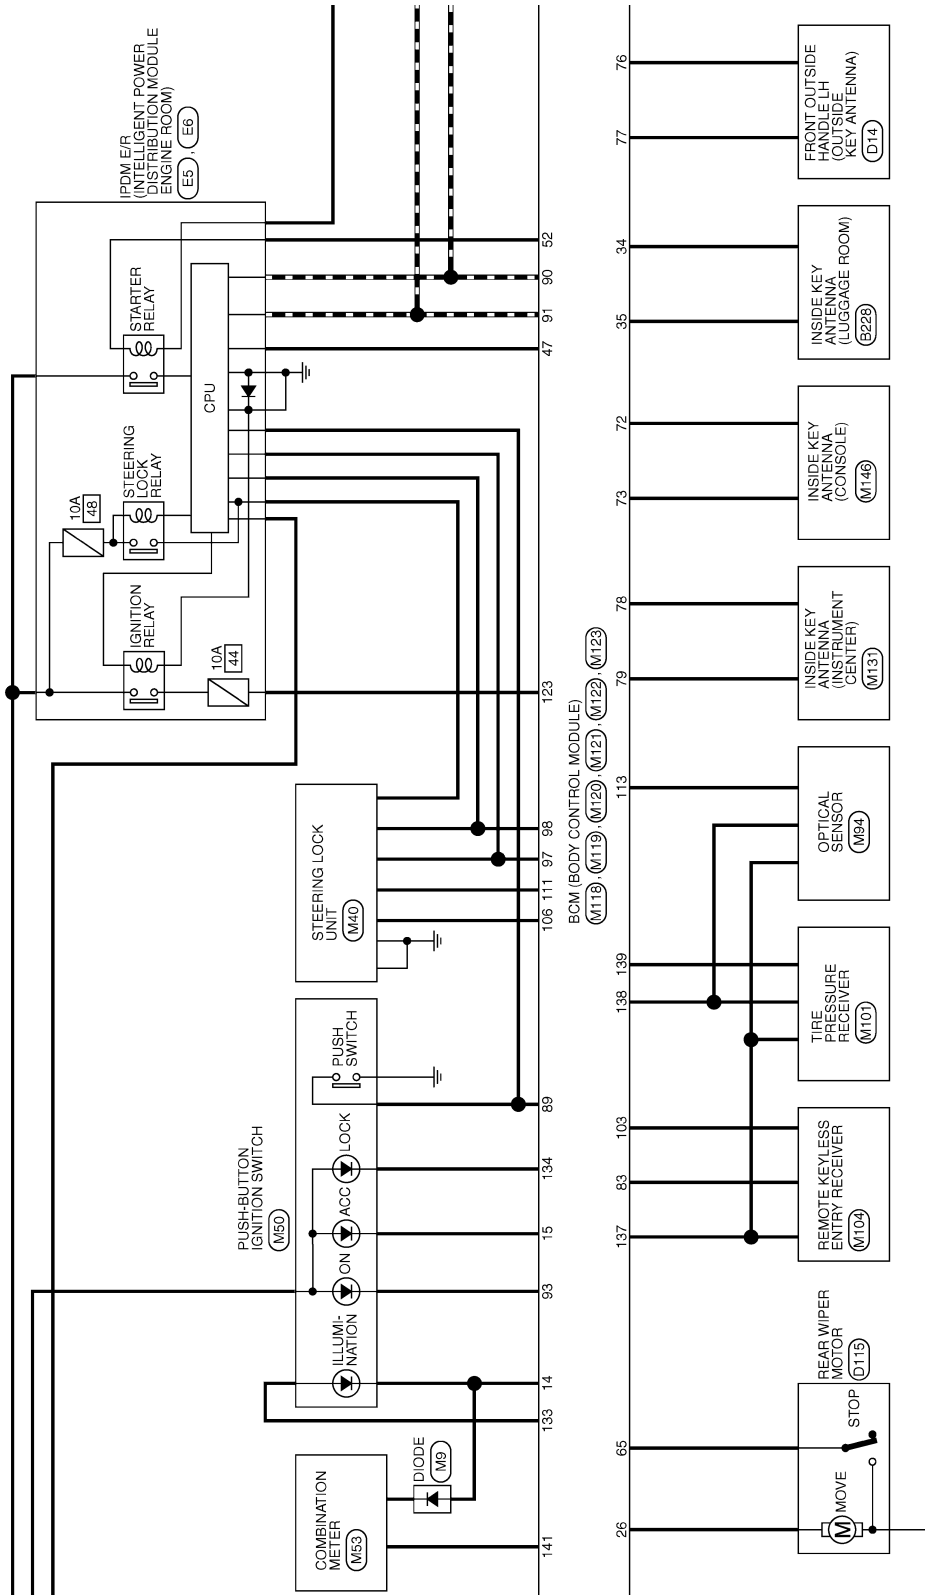 IPDM E/R
(INTELLIGENT POWER
DISTRIBUTION MODULE
ENGINE ROOM)
E5 , E6
10A
48
IGNITION
RELAY
STEERING
LOCK
RELAY
STARTER
RELAY
10A
44
CPU
PUSH-BUTTON
IGNITION SWITCH
M50
COMBINATION
METER
M53
DIODE
M9
ILLUMI-
NATION
ON
ACC
LOCK
PUSH
SWITCH
STEERING LOCK
UNIT
M40
141
133
14
93
15
134
89
106
111
97
98
123
47
91
90
52
BCM (BODY CONTROL MODULE)
M118 , M119 , M120 , M121 , M122 , M123
26
65
137
83
103
138
139
113
79
78
73
72
35
34
77
76
REAR WIPER
MOTOR
D115
M
MOVE
STOP
REMOTE KEYLESS
ENTRY RECEIVER
M104
TIRE
PRESSURE
RECEIVER
M101
OPTICAL
SENSOR
M94
INSIDE KEY
ANTENNA
(INSTRUMENT
CENTER)
M131
INSIDE KEY
ANTENNA
(CONSOLE)
M146
INSIDE KEY
ANTENNA
(LUGGAGE ROOM)
B228
FRONT OUTSIDE
HANDLE LH
(OUTSIDE
KEY ANTENNA)
D14